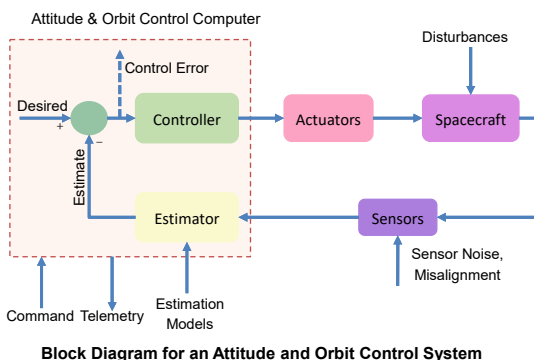 Attitude & Orbit Control Computer
Disturbances
Control Error
Desired
+
Controller
Actuators
Spacecraft
−
Estimate
Estimator
Sensors
Sensor Noise,
Misalignment
Command
Telemetry
Estimation
Models
Block Diagram for an Attitude and Orbit Control System